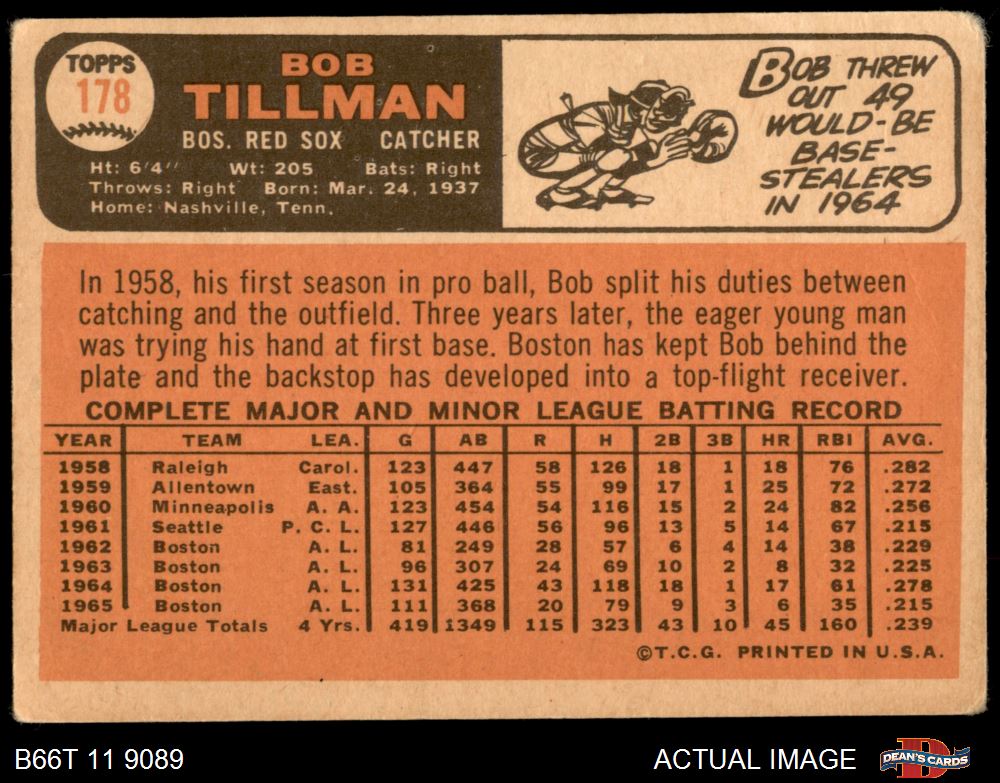 TOPPS
178
BOB
TILLMAN
BOS. RED SOX CATCHER
Ht: 6'4" Wt: 205 Bats: Right
Throws: Right Born: Mar. 24, 1937
Home: Nashville, Tenn.
BOB THREW
OUT 49
WOULD-BE
BASE-
STEALERS
IN 1964
In 1958, his first season in pro ball, Bob split his duties between
catching and the outfield. Three years later, the eager young man
was trying his hand at first base. Boston has kept Bob behind the
plate and the backstop has developed into a top-flight receiver.
COMPLETE MAJOR AND MINOR LEAGUE BATTING RECORD
YEAR TEAM LEA. G AB R H 2B 3B HR RBI AVG.
1958 Raleigh Carol. 123 447 58 126 18 1 18 76 .282
1959 Allentown East. 105 364 55 99 17 1 25 72 .272
1960 Minneapolis A. A. 123 454 54 116 15 2 24 82 .256
1961 Seattle P. C. L. 127 446 56 96 13 5 14 67 .215
1962 Boston A. L. 81 249 28 57 6 4 14 38 .229
1963 Boston A. L. 96 307 24 69 10 2 8 32 .225
1964 Boston A. L. 131 425 43 118 18 1 17 61 .278
1965 Boston A. L. 111 368 20 79 9 3 6 35 .215
Major League Totals 4 Yrs. 419 1349 115 323 43 10 45 160 .239
©T.C.G. PRINTED IN U.S.A.
B66T 11 9089 ACTUAL IMAGE
D
DEAN'S CARDS